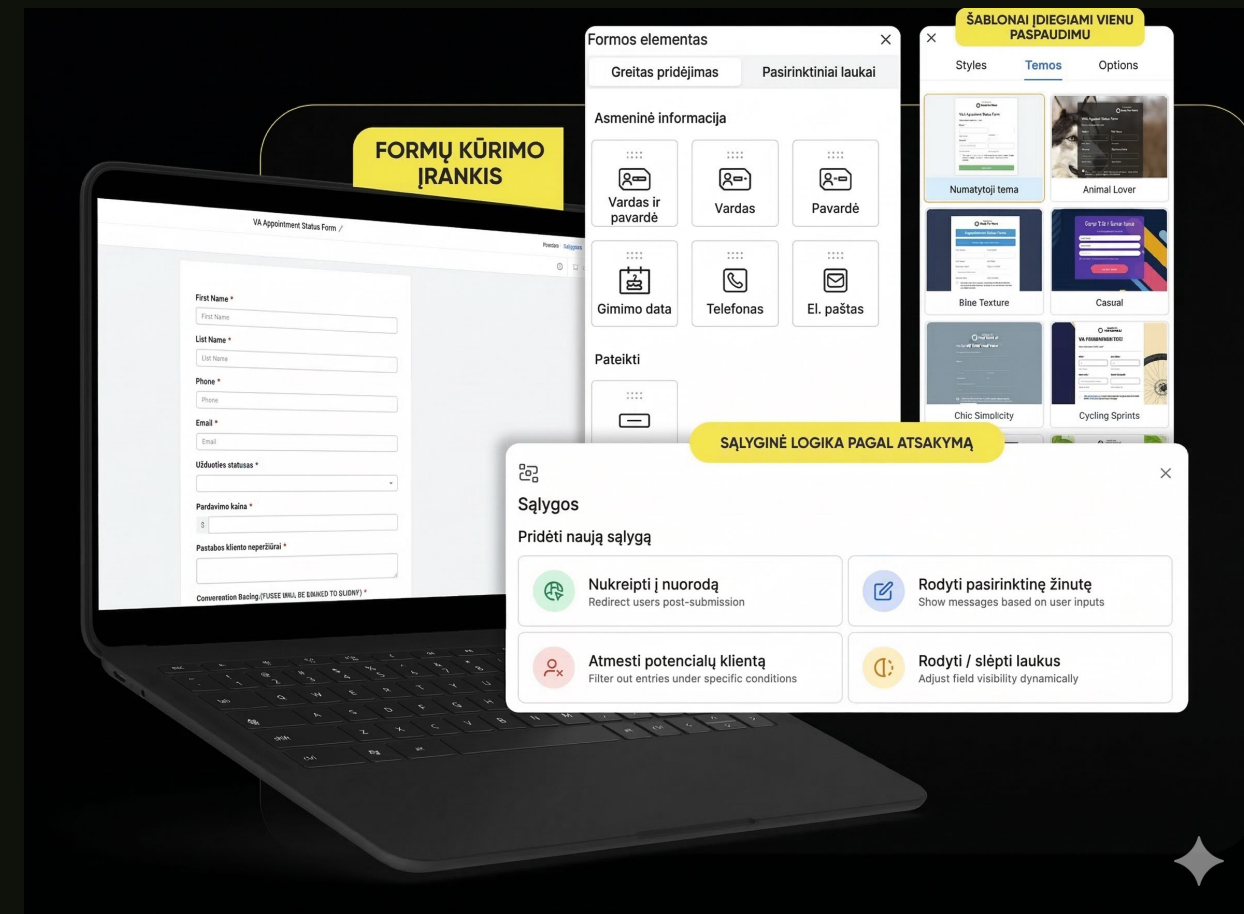 FORMŲ KŪRIMO
ĮRANKIS
VA Appointment Status Form
First Name *
First Name
List Name *
List Name
Phone *
Phone
Email *
Email
Užduoties statusas *
Pardavimo kaina *
$
Pastabos kliento neperžiūrai *
Formos elementas
Greitas pridėjimas
Pasirinktiniai laukai
Asmeninė informacija
Vardas ir
pavardė
Vardas
Pavardė
Gimimo data
Telefonas
El. paštas
Pateikti
ŠABLONAI ĮDIEGIAMI VIENU
PASPAUDIMU
Styles
Temos
Options
Numatytoji tema
Animal Lover
Bine Texture
Casual
Chic Simplicity
Cycling Sprints
SĄLYGINĖ LOGIKA PAGAL ATSAKYMĄ
Sąlygos
Pridėti naują sąlygą
Nukreipti į nuorodą
Redirect users post-submission
Rodyti pasirinktinę žinutę
Show messages based on user inputs
Atmesti potencialų klientą
Filter out entries under specific conditions
Rodyti / slėpti laukus
Adjust field visibility dynamically